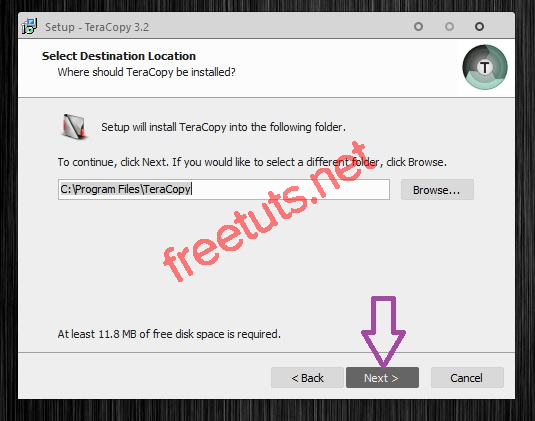 Setup - TeraCopy 3.2
Select Destination Location
Where should TeraCopy be installed?
T
Setup will install TeraCopy into the following folder.
To continue, click Next. If you would like to select a different folder, click Browse.
C:\Program Files\TeraCopy
Browse...
freetuts.net
At least 11.8 MB of free disk space is required.
< Back
Next >
Cancel